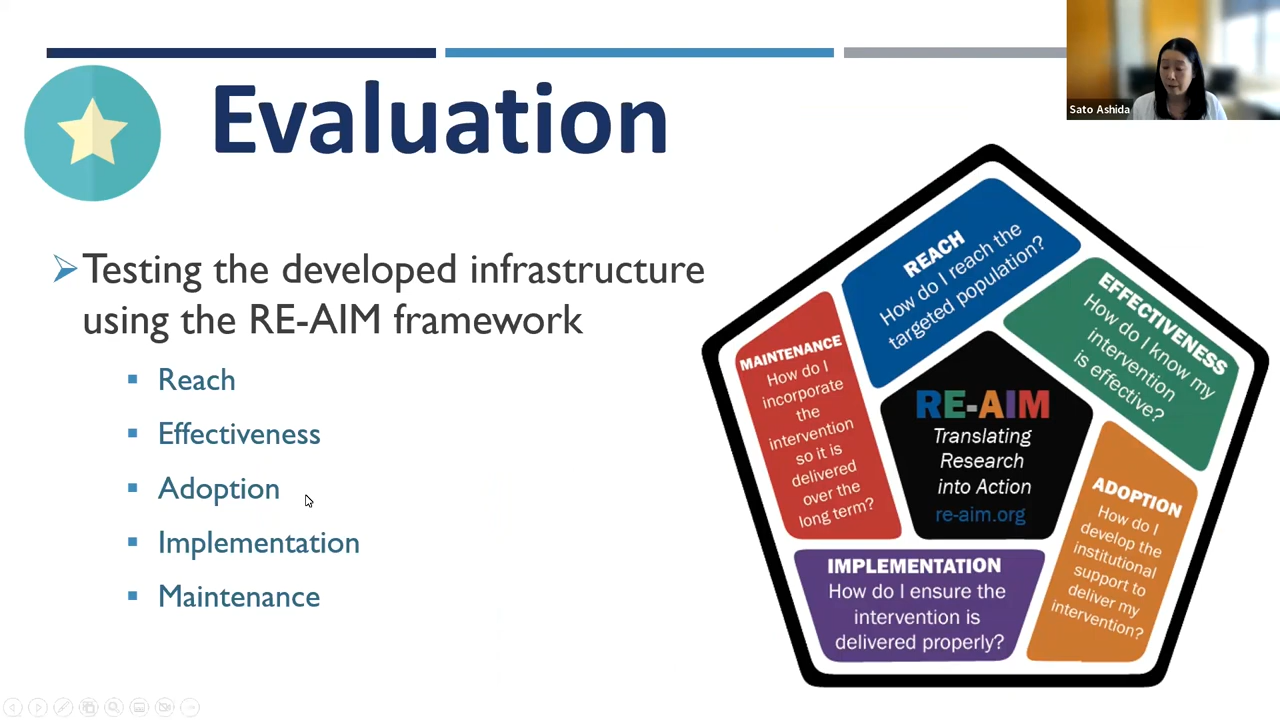 Evaluation
Sato Ashida
Testing the developed infrastructure
using the RE-AIM framework
Reach
Effectiveness
Adoption
Implementation
Maintenance
REACH
How do I reach the
targeted population?
EFFECTIVENESS
How do I know my
intervention
is effective?
MAINTENANCE
How do I
incorporate
the
intervention
so it is
delivered
over the
long term?
RE-AIM
Translating
Research
into Action
re-aim.org
ADOPTION
How do I
develop the
institutional
support to
deliver my
intervention?
IMPLEMENTATION
How do I ensure the
intervention is
delivered properly?